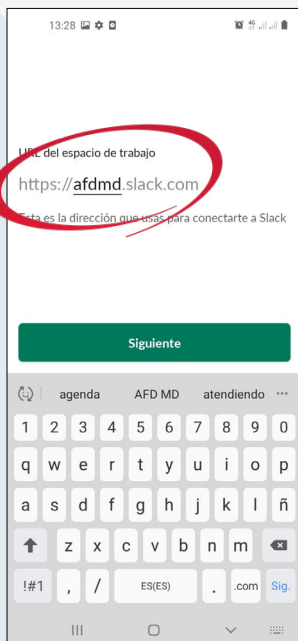 13:28
URL del espacio de trabajo
https://afdmd.slack.com
Esta es la dirección que usas para conectarte a Slack
Siguiente
agenda AFD MD atendiendo ...
1 2 3 4 5 6 7 8 9 0
q w e r t y u i o p
a s d f g h j k l ñ
z x c v b n m
!#1 , / ES(ES) . .com Sig.